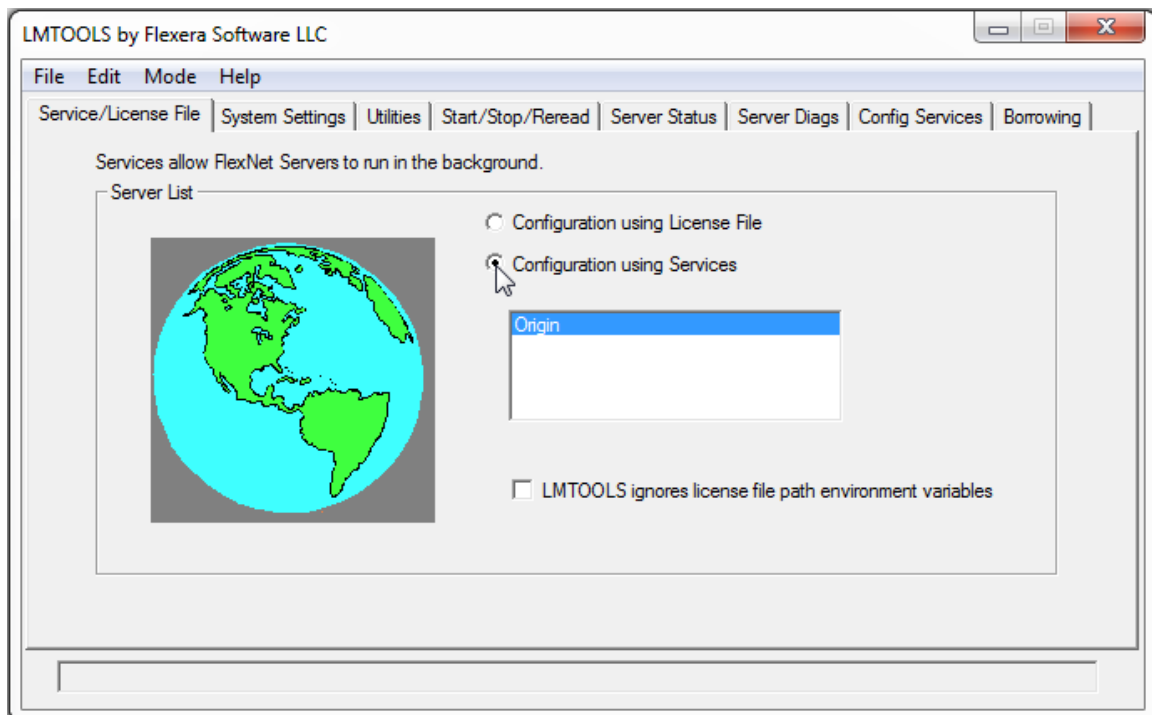 LMTOOLS by Flexera Software LLC
File Edit Mode Help
Service/License File System Settings Utilities Start/Stop/Reread Server Status Server Diags Config Services Borrowing
Services allow FlexNet Servers to run in the background.
Server List
Configuration using License File
Configuration using Services
Origin
LMTOOLS ignores license file path environment variables